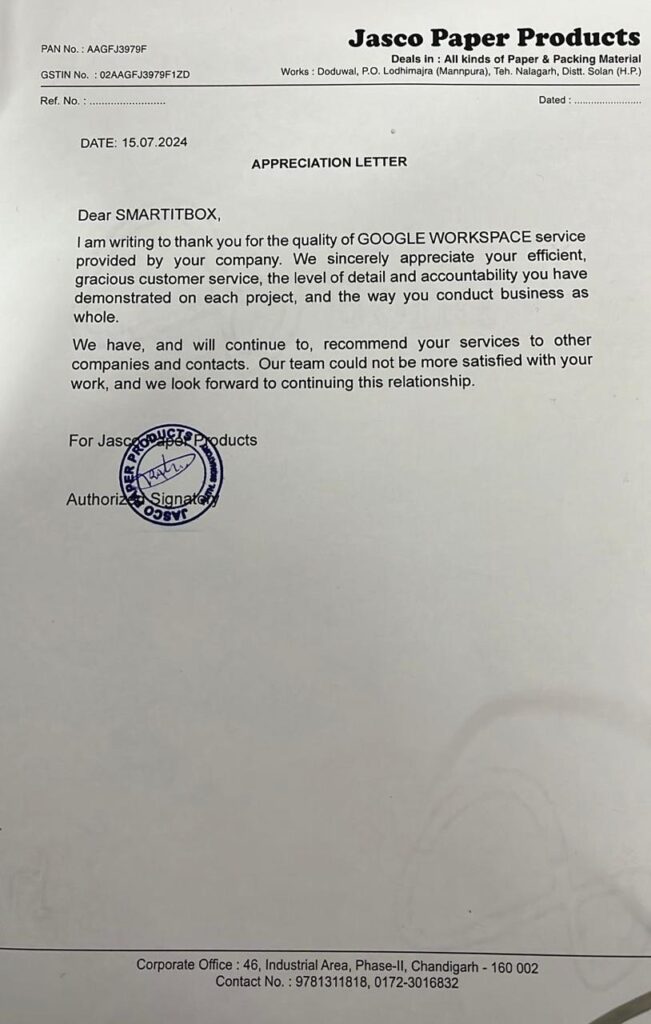 PAN No. : AAGFJ3979F
GSTIN No. : 02AAGFJ3979F1ZD
Jasco Paper Products
Deals in : All kinds of Paper & Packing Material
Works : Doduwal, P.O. Lodhimajra (Mannpura), Teh. Nalagarh, Distt. Solan (H.P.)
Ref. No. : ..........................
Dated : ........................
DATE: 15.07.2024
APPRECIATION LETTER
Dear SMARTITBOX,
I am writing to thank you for the quality of GOOGLE WORKSPACE service
provided by your company. We sincerely appreciate your efficient,
gracious customer service, the level of detail and accountability you have
demonstrated on each project, and the way you conduct business as
whole.
We have, and will continue to, recommend your services to other
companies and contacts. Our team could not be more satisfied with your
work, and we look forward to continuing this relationship.
For Jasco Paper Products
JASCO PAPER PRODUCTS
Authorized Signatory
Corporate Office : 46, Industrial Area, Phase-II, Chandigarh - 160 002
Contact No. : 9781311818, 0172-3016832